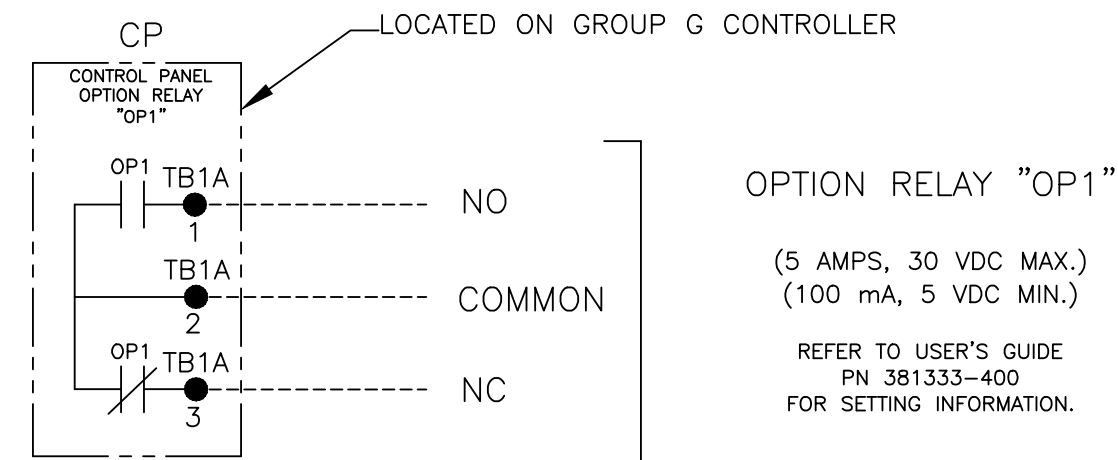 LOCATED ON GROUP G CONTROLLER
CP
CONTROL PANEL
OPTION RELAY
"OP1"
OP1 TB1A
1
NO
TB1A
2
COMMON
OP1 TB1A
3
NC
OPTION RELAY "OP1"
(5 AMPS, 30 VDC MAX.)
(100 mA, 5 VDC MIN.)
REFER TO USER'S GUIDE
PN 381333-400
FOR SETTING INFORMATION.